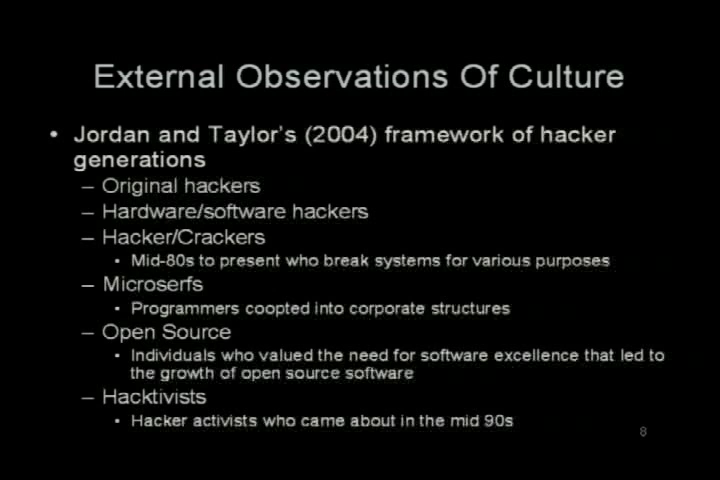 External Observations Of Culture
• Jordan and Taylor's (2004) framework of hacker
generations
– Original hackers
– Hardware/software hackers
– Hacker/Crackers
• Mid-80s to present who break systems for various purposes
– Microserfs
• Programmers coopted into corporate structures
– Open Source
• Individuals who valued the need for software excellence that led to
the growth of open source software
– Hacktivists
• Hacker activists who came about in the mid 90s
8